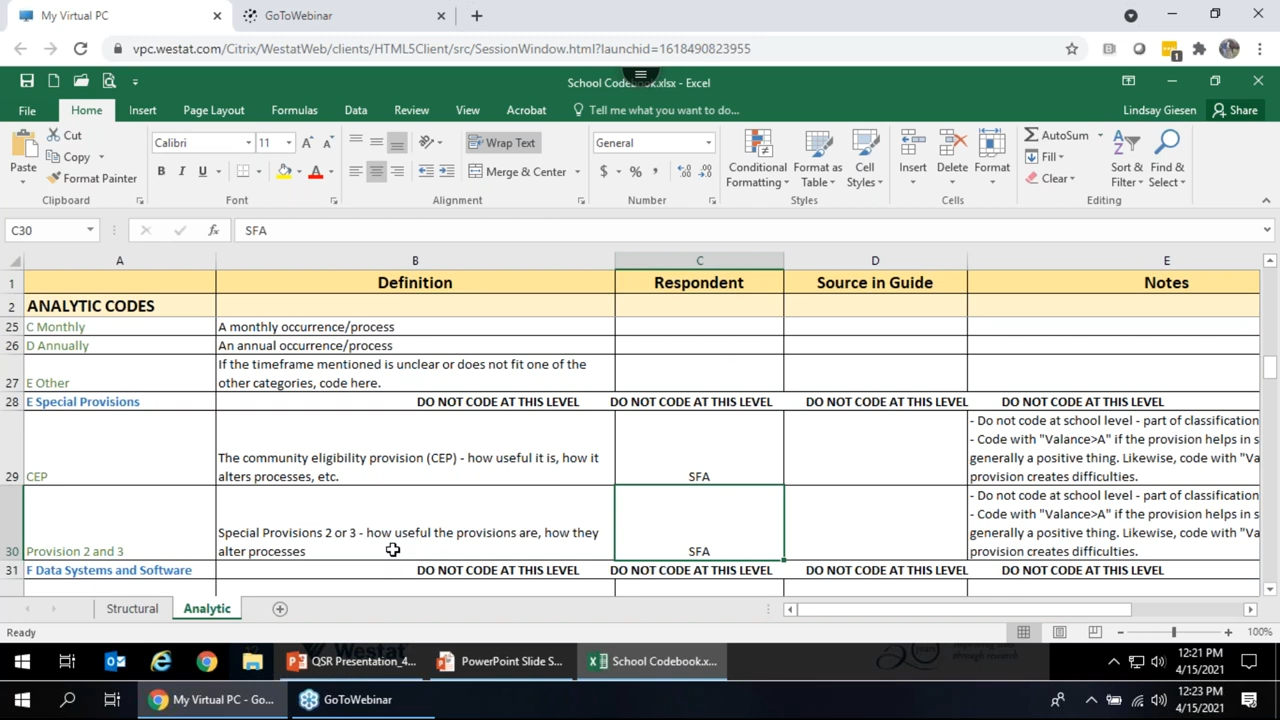 My Virtual PC
GoToWebinar
vpc.westat.com/Citrix/WestatWeb/clients/HTML5Client/src/SessionWindow.html?launchid=1618490823955
1
School Codebook.xlsx - Excel
File
Home
Insert
Page Layout
Formulas
Data
Review
View
Acrobat
Tell me what you want to do...
Lindsay Giesen
Share
Paste
Cut
Copy
Format Painter
Clipboard
Calibri
11
B I U
Font
Wrap Text
Merge & Center
Alignment
General
$ % ,
Number
Conditional Formatting
Format as Table
Cell Styles
Styles
Insert
Delete
Format
Cells
AutoSum
Fill
Clear
Sort & Filter
Find & Select
Editing
C30
fx
SFA
A B C D E
1 Definition Respondent Source in Guide Notes
2 ANALYTIC CODES
25 C Monthly A monthly occurrence/process
26 D Annually An annual occurrence/process
If the timeframe mentioned is unclear or does not fit one of the
27 E Other other categories, code here.
28 E Special Provisions DO NOT CODE AT THIS LEVEL DO NOT CODE AT THIS LEVEL DO NOT CODE AT THIS LEVEL DO NOT CODE AT THIS LEVEL
- Do not code at school level - part of classification
- Code with "Valance>A" if the provision helps in s
The community eligibility provision (CEP) - how useful it is, how it generally a positive thing. Likewise, code with "Va
29 CEP alters processes, etc. SFA provision creates difficulties.
- Do not code at school level - part of classification
- Code with "Valance>A" if the provision helps in s
Special Provisions 2 or 3 - how useful the provisions are, how they generally a positive thing. Likewise, code with "Va
30 Provision 2 and 3 alter processes SFA provision creates difficulties.
31 F Data Systems and Software DO NOT CODE AT THIS LEVEL DO NOT CODE AT THIS LEVEL DO NOT CODE AT THIS LEVEL DO NOT CODE AT THIS LEVEL
Structural
Analytic
Ready
100%
QSR Presentation_4...
PowerPoint Slide S...
School Codebook.x...
Westat
12:21 PM
4/15/2021
My Virtual PC - Go...
GoToWebinar
12:23 PM
4/15/2021